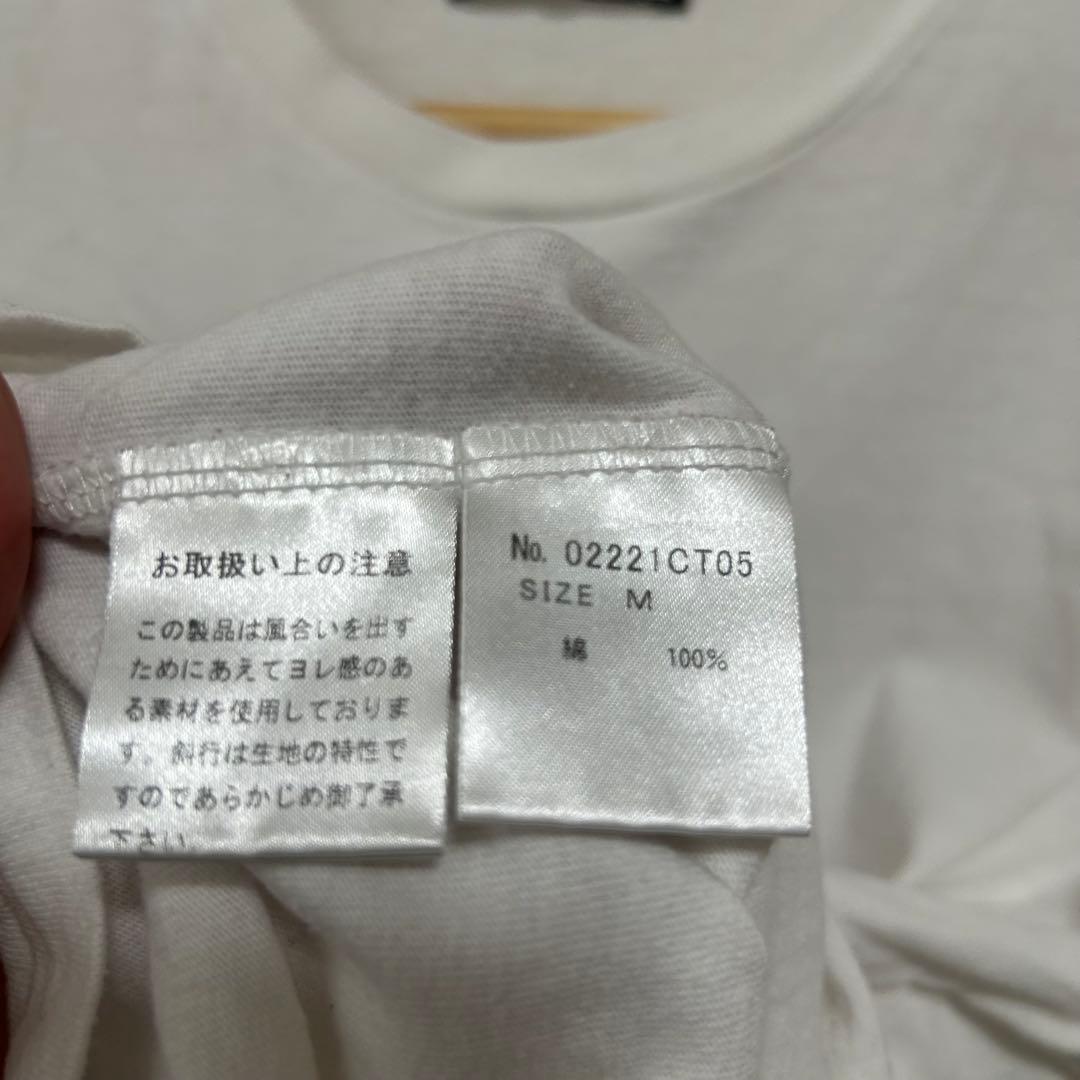 お取扱い上の注意
この製品は風合いを出す
ためにあえてヨレ感のあ
る素材を使用しておりま
す。斜行は生地の特性で
すのであらかじめ御了承
下さい
No. 02221CT05
SIZE M
綿 100%